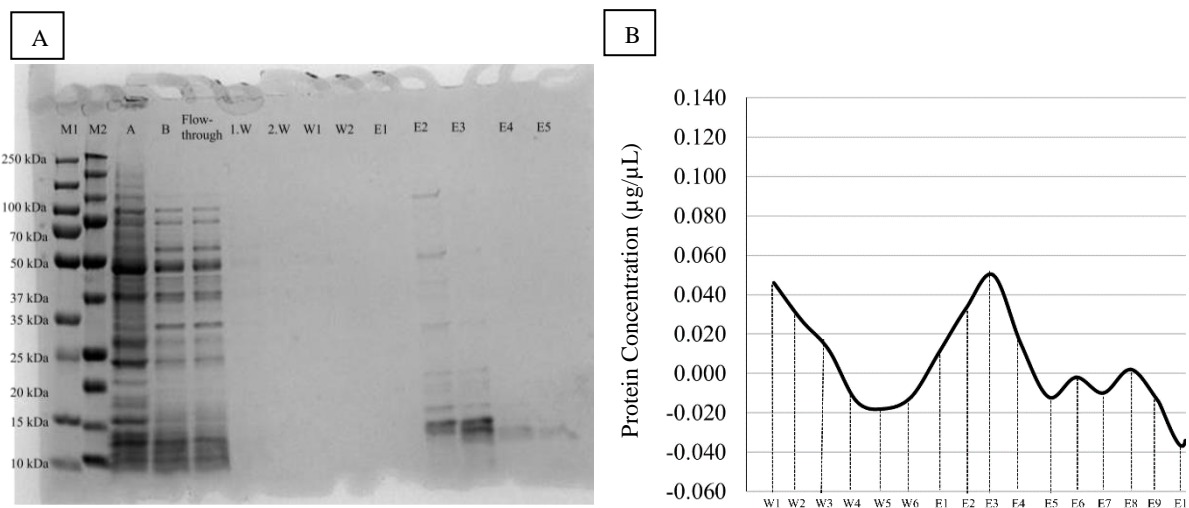 A
B
M1 M2 A B Flow-through 1.W 2.W W1 W2 E1 E2 E3 E4 E5
250 kDa
100 kDa
70 kDa
50 kDa
37 kDa
35 kDa
25 kDa
20 kDa
15 kDa
10 kDa
Protein Concentration (µg/µL)
0.140
0.120
0.100
0.080
0.060
0.040
0.020
0.000
-0.020
-0.040
-0.060
W1 W2 W3 W4 W5 W6 E1 E2 E3 E4 E5 E6 E7 E8 E9 E1